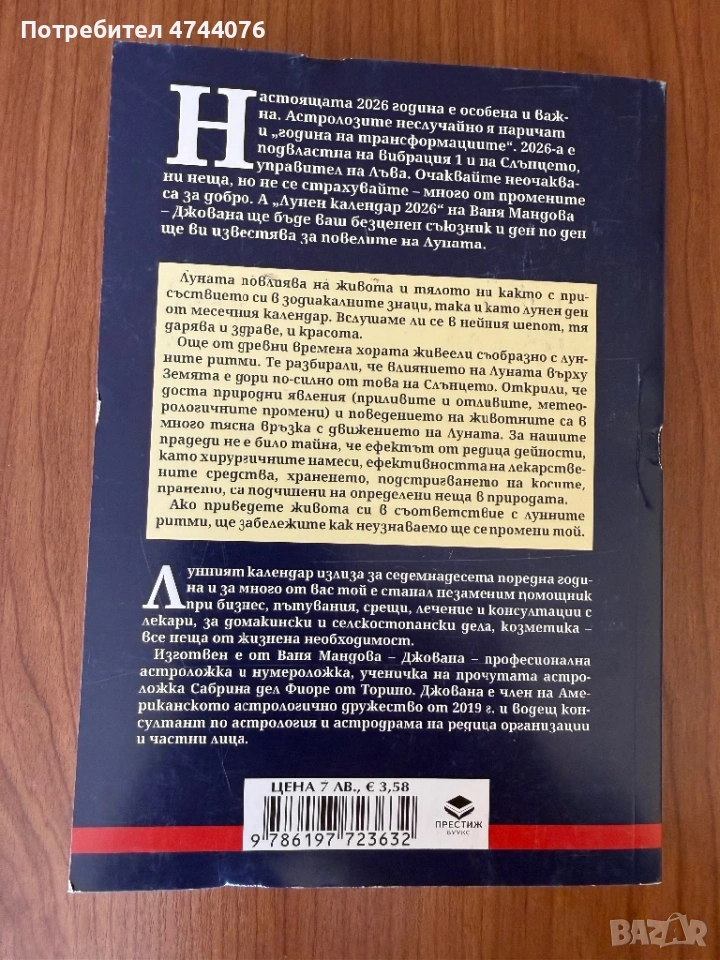 Потребител 4744076
Настоящата 2026 година е особена и важ-
на. Астролозите неслучайно я наричат
и „година на трансформациите“. 2026-а е
подвластна на вибрация 1 и на Слънцето,
управител на Лъва. Очаквайте неочаква-
ни неща, но не се страхувайте – много от промените
са за добро. А „Лунен календар 2026“ на Ваня Мандова
– Джована ще бъде ваш безценен съюзник и ден по ден
ще ви известява за повелите на Луната.
Луната повлиява на живота и тялото ни както с при-
съствието си в зодиакалните знаци, така и като лунен ден
от месечния календар. Вслушаме ли се в нейния шепот, тя
дарява и здраве, и красота.
Още от древни времена хората живеели съобразно с лун-
ните ритми. Те разбирали, че влиянието на Луната върху
Земята е дори по-силно от това на Слънцето. Открили, че
доста природни явления (приливите и отливите, метео-
рологичните промени) и поведението на животните са в
много тясна връзка с движението на Луната. За нашите
прадеди не е било тайна, че ефектът от редица дейности,
като хирургичните намеси, ефективността на лекарстве-
ните средства, храненето, подстригването на косите,
прането, са подчинени на определени неща в природата.
Ако приведете живота си в съответствие с лунните
ритми, ще забележите как неузнаваемо ще се промени той.
Лунният календар излиза за седемнадесета поредна годи-
на и за много от вас той е станал незаменим помощник
при бизнес, пътувания, срещи, лечение и консултации с
лекари, за домакински и селскостопански дела, козметика –
все неща от жизнена необходимост.
Изготвен е от Ваня Мандова – Джована – професионална
астроложка и нумероложка, ученичка на прочутата астро-
ложка Сабрина дел Фиоре от Торино. Джована е член на Аме-
риканското астрологично дружество от 2019 г. и водещ кон-
султант по астрология и астродрама на редица организации
и частни лица.
ЦЕНА 7 ЛВ., € 3,58
9 786197 723632
ПРЕСТИЖ
БУУКС
BAZAR